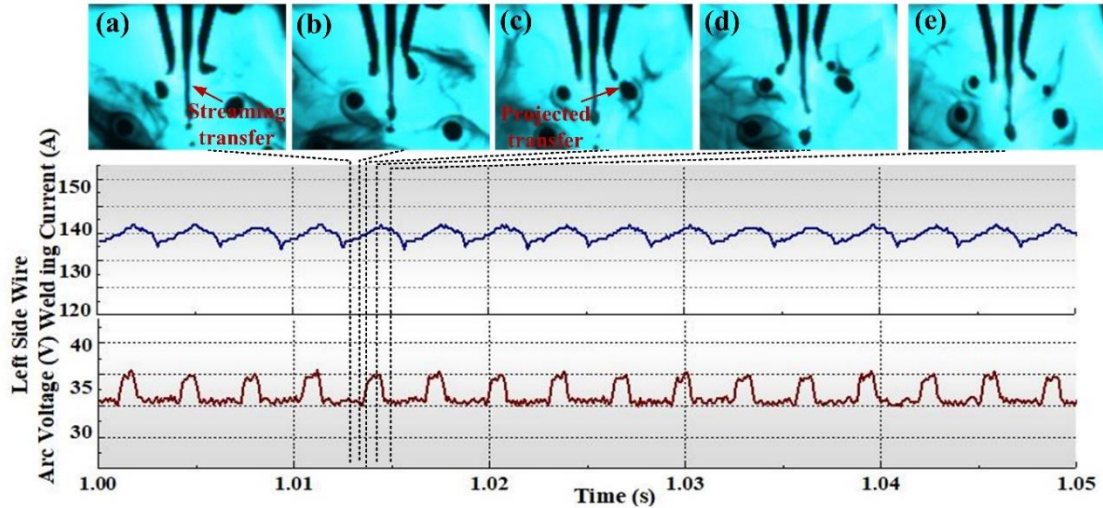 (a)
(b)
(c)
(d)
(e)
Streaming
transfer
Projected
transfer
Left Side Wire
Arc Voltage (V) Weld ing Current (A)
150
140
130
120
40
35
30
1.00
1.01
1.02
1.03
1.04
1.05
Time (s)